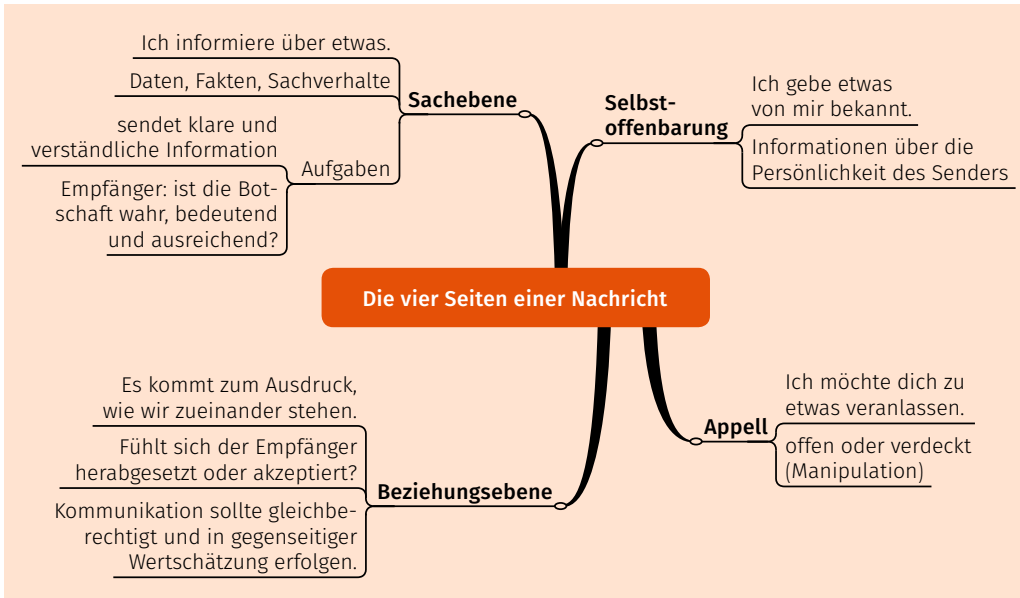 Ich informiere über etwas.
Daten, Fakten, Sachverhalte
Sachebene
sendet klare und
verständliche Information
Aufgaben
Empfänger: ist die Bot-
schaft wahr, bedeutend
und ausreichend?
Selbst-
offenbarung
Ich gebe etwas
von mir bekannt.
Informationen über die
Persönlichkeit des Senders
Die vier Seiten einer Nachricht
Es kommt zum Ausdruck,
wie wir zueinander stehen.
Fühlt sich der Empfänger
herabgesetzt oder akzeptiert?
Beziehungsebene
Kommunikation sollte gleichbe-
rechtigt und in gegenseitiger
Wertschätzung erfolgen.
Appell
Ich möchte dich zu
etwas veranlassen.
offen oder verdeckt
(Manipulation)